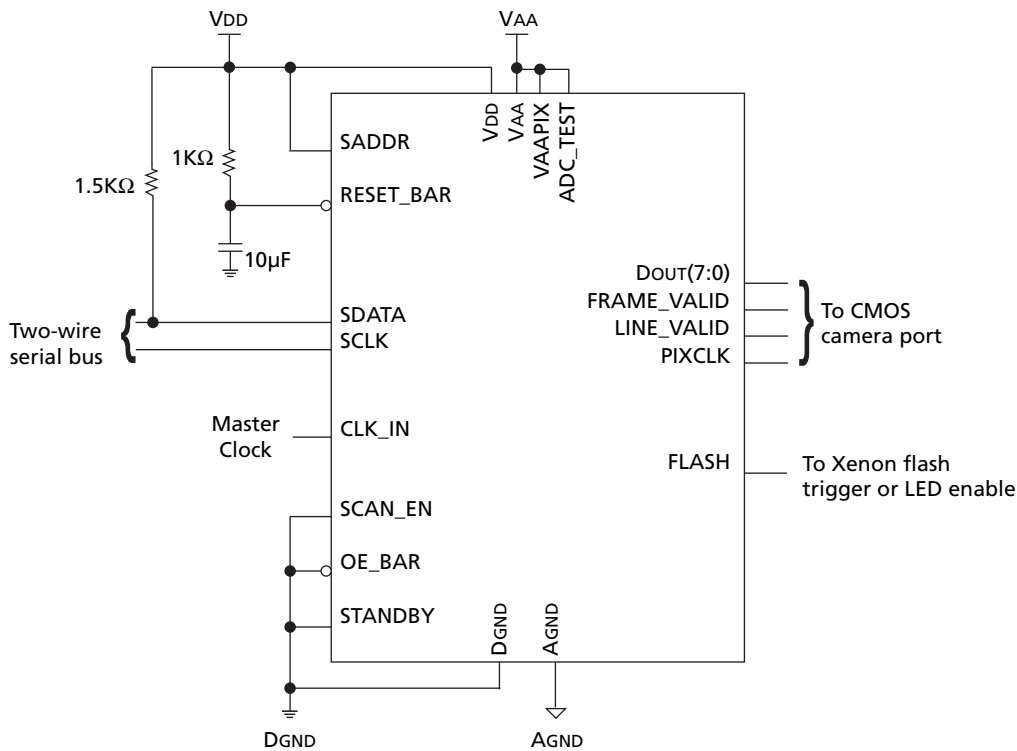 VDD
VAA
VDD
VAA
VAAPIX
ADC_TEST
SADDR
1KΩ
1.5KΩ
RESET_BAR
10µF
DOUT(7:0)
FRAME_VALID
LINE_VALID
PIXCLK
To CMOS
camera port
SDATA
SCLK
Two-wire
serial bus
Master
Clock
CLK_IN
FLASH
To Xenon flash
trigger or LED enable
SCAN_EN
OE_BAR
STANDBY
DGND
AGND
DGND
AGND